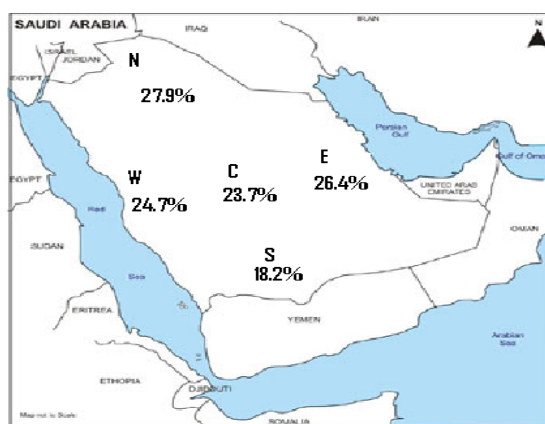 SAUDI ARABIA
IRAQ
IRAN
N
ISRAEL
JORDAN
N
EGYPT
27.9%
Persian
Gulf
Gulf of Omo
C
E
W
23.7%
26.4%
24.7%
EGYPT
UNITED ARAB
EMIRATES
Red
OMAN
SUDAN
S
18.2%
Sea
ERITREA
YEMEN
Arabian
Sea
ETHIOPIA
DJIBOUTI
SOMALIA
Map not to Scale